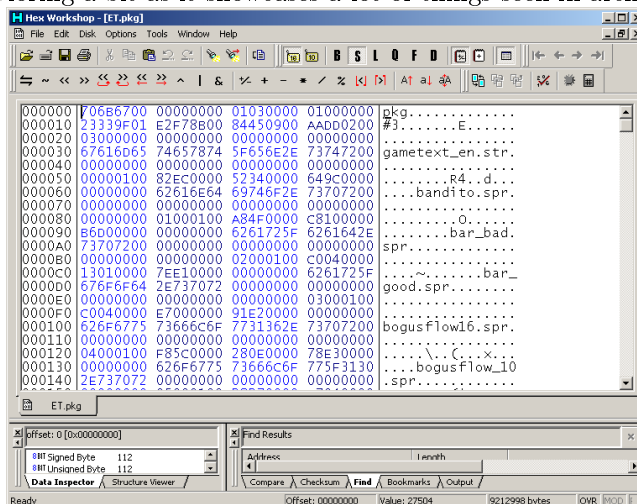 Hex Workshop - [ET.pkg]
File Edit Disk Options Tools Window Help
B S L Q F D
000000 706B6700 00000000 01030000 01000000 pkg.............
000010 23339F01 E2F78B00 84450900 AADD0200 #3.......E......
000020 03000000 00000000 00000000 00000000 ................
000030 67616D65 74657874 5F656E2E 73747200 gametext_en.str.
000040 00000000 00000000 00000000 00000000 ................
000050 00000100 82EC0000 52340000 649C0000 ........R4..d...
000060 00000000 62616E64 69746F2E 73707200 ....bandito.spr.
000070 00000000 00000000 00000000 00000000 ................
000080 00000000 01000100 A84F0000 C8100000 .........O......
000090 B6D00000 00000000 6261725F 6261642E ........bar_bad.
0000A0 73707200 00000000 00000000 00000000 spr.............
0000B0 00000000 00000000 02000100 C0040000 ................
0000C0 13010000 7EE10000 00000000 6261725F ....~.......bar_
0000D0 676F6F64 2E737072 00000000 00000000 good.spr........
0000E0 00000000 00000000 00000000 03000100 ................
0000F0 C0040000 E7000000 91E20000 00000000 ................
000100 626F6775 73666C6F 7731362E 73707200 bogusflow16.spr.
000110 00000000 00000000 00000000 00000000 ................
000120 04000100 F85C0000 280E0000 78E30000 .....\..(...x...
000130 00000000 626F6775 73666C6F 775F3130 ....bogusflow_10
000140 2E737072 00000000 00000000 00000000 .spr............
ET.pkg
offset: 0 [0x00000000]
8BIT Signed Byte 112
8BIT Unsigned Byte 112
Data Inspector Structure Viewer
Find Results
Address Length
Compare Checksum Find Bookmarks Output
Ready Offset: 00000000 Value: 27504 9212998 bytes OVR MOD